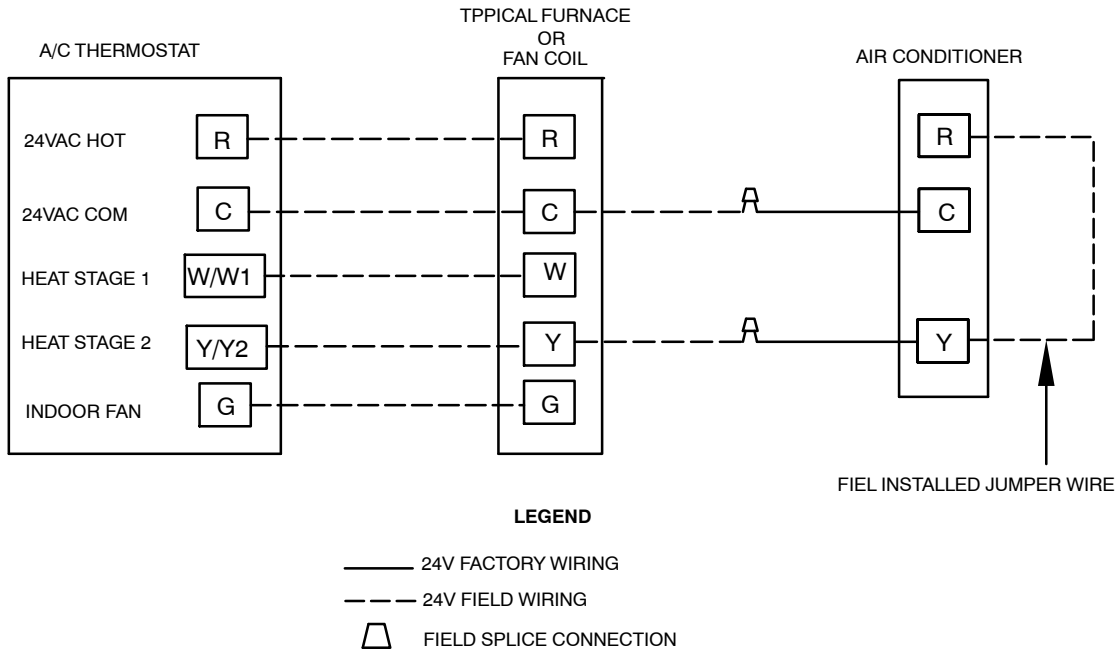 TPPICAL FURNACE
OR
FAN COIL
A/C THERMOSTAT
AIR CONDITIONER
24VAC HOT R R R
24VAC COM C C C
HEAT STAGE 1 W/W1 W
HEAT STAGE 2 Y/Y2 Y Y
INDOOR FAN G G
FIEL INSTALLED JUMPER WIRE
LEGEND
24V FACTORY WIRING
24V FIELD WIRING
FIELD SPLICE CONNECTION